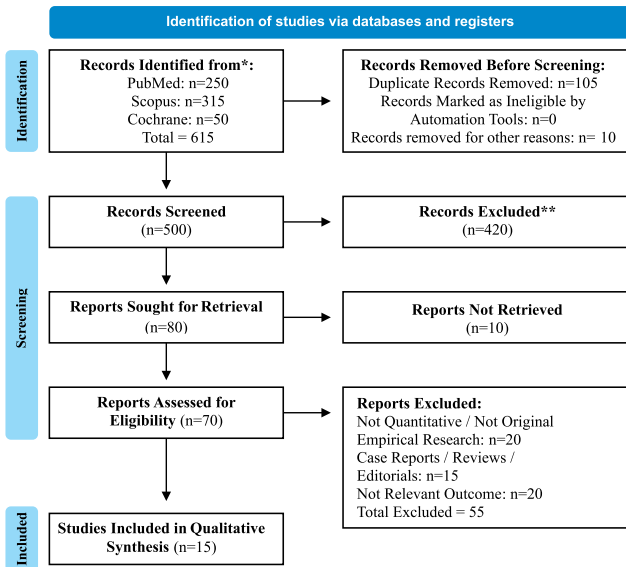 Identification of studies via databases and registers
Identification
Records Identified from*:
PubMed: n=250
Scopus: n=315
Cochrane: n=50
Total = 615
Records Removed Before Screening:
Duplicate Records Removed: n=105
Records Marked as Ineligible by
Automation Tools: n=0
Records removed for other reasons: n= 10
Screening
Records Screened
(n=500)
Records Excluded**
(n=420)
Reports Sought for Retrieval
(n=80)
Reports Not Retrieved
(n=10)
Reports Assessed for
Eligibility (n=70)
Reports Excluded:
Not Quantitative / Not Original
Empirical Research: n=20
Case Reports / Reviews /
Editorials: n=15
Not Relevant Outcome: n=20
Total Excluded = 55
Included
Studies Included in Qualitative
Synthesis (n=15)